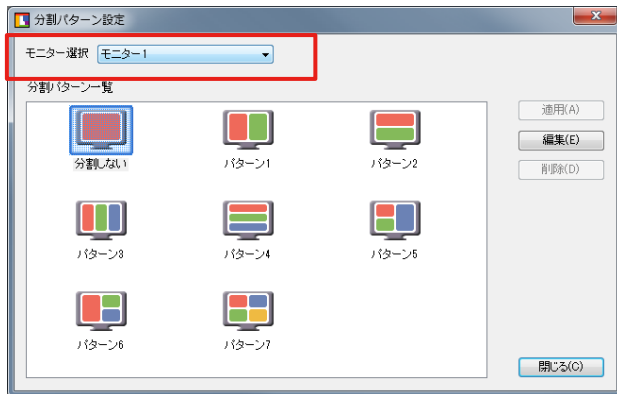 分割パターン設定
モニター選択 モニター1
分割パターン一覧
分割しない パターン1 パターン2
パターン3 パターン4 パターン5
パターン6 パターン7
適用(A)
編集(E)
削除(D)
閉じる(C)